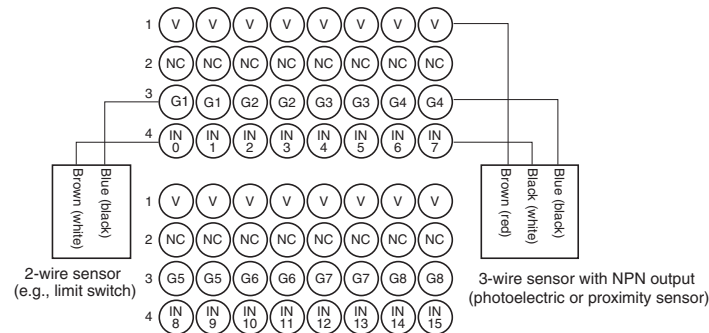 1 V V V V V V V V
2 NC NC NC NC NC NC NC NC
3 G1 G1 G2 G2 G3 G3 G4 G4
4 IN 0 IN 1 IN 2 IN 3 IN 4 IN 5 IN 6 IN 7
Brown (white)
Blue (black)
2-wire sensor
(e.g., limit switch)
Brown (red)
Black (white)
Blue (black)
3-wire sensor with NPN output
(photoelectric or proximity sensor)
1 V V V V V V V V
2 NC NC NC NC NC NC NC NC
3 G5 G5 G6 G6 G7 G7 G8 G8
4 IN 8 IN 9 IN 10 IN 11 IN 12 IN 13 IN 14 IN 15